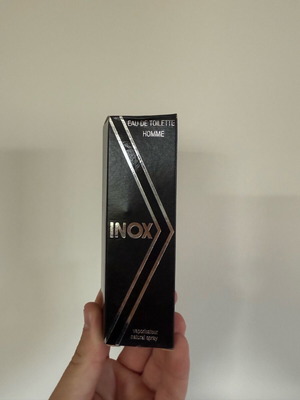 EAU DE TOILETTE
HOMME
INOX
vaporisateur
natural spray